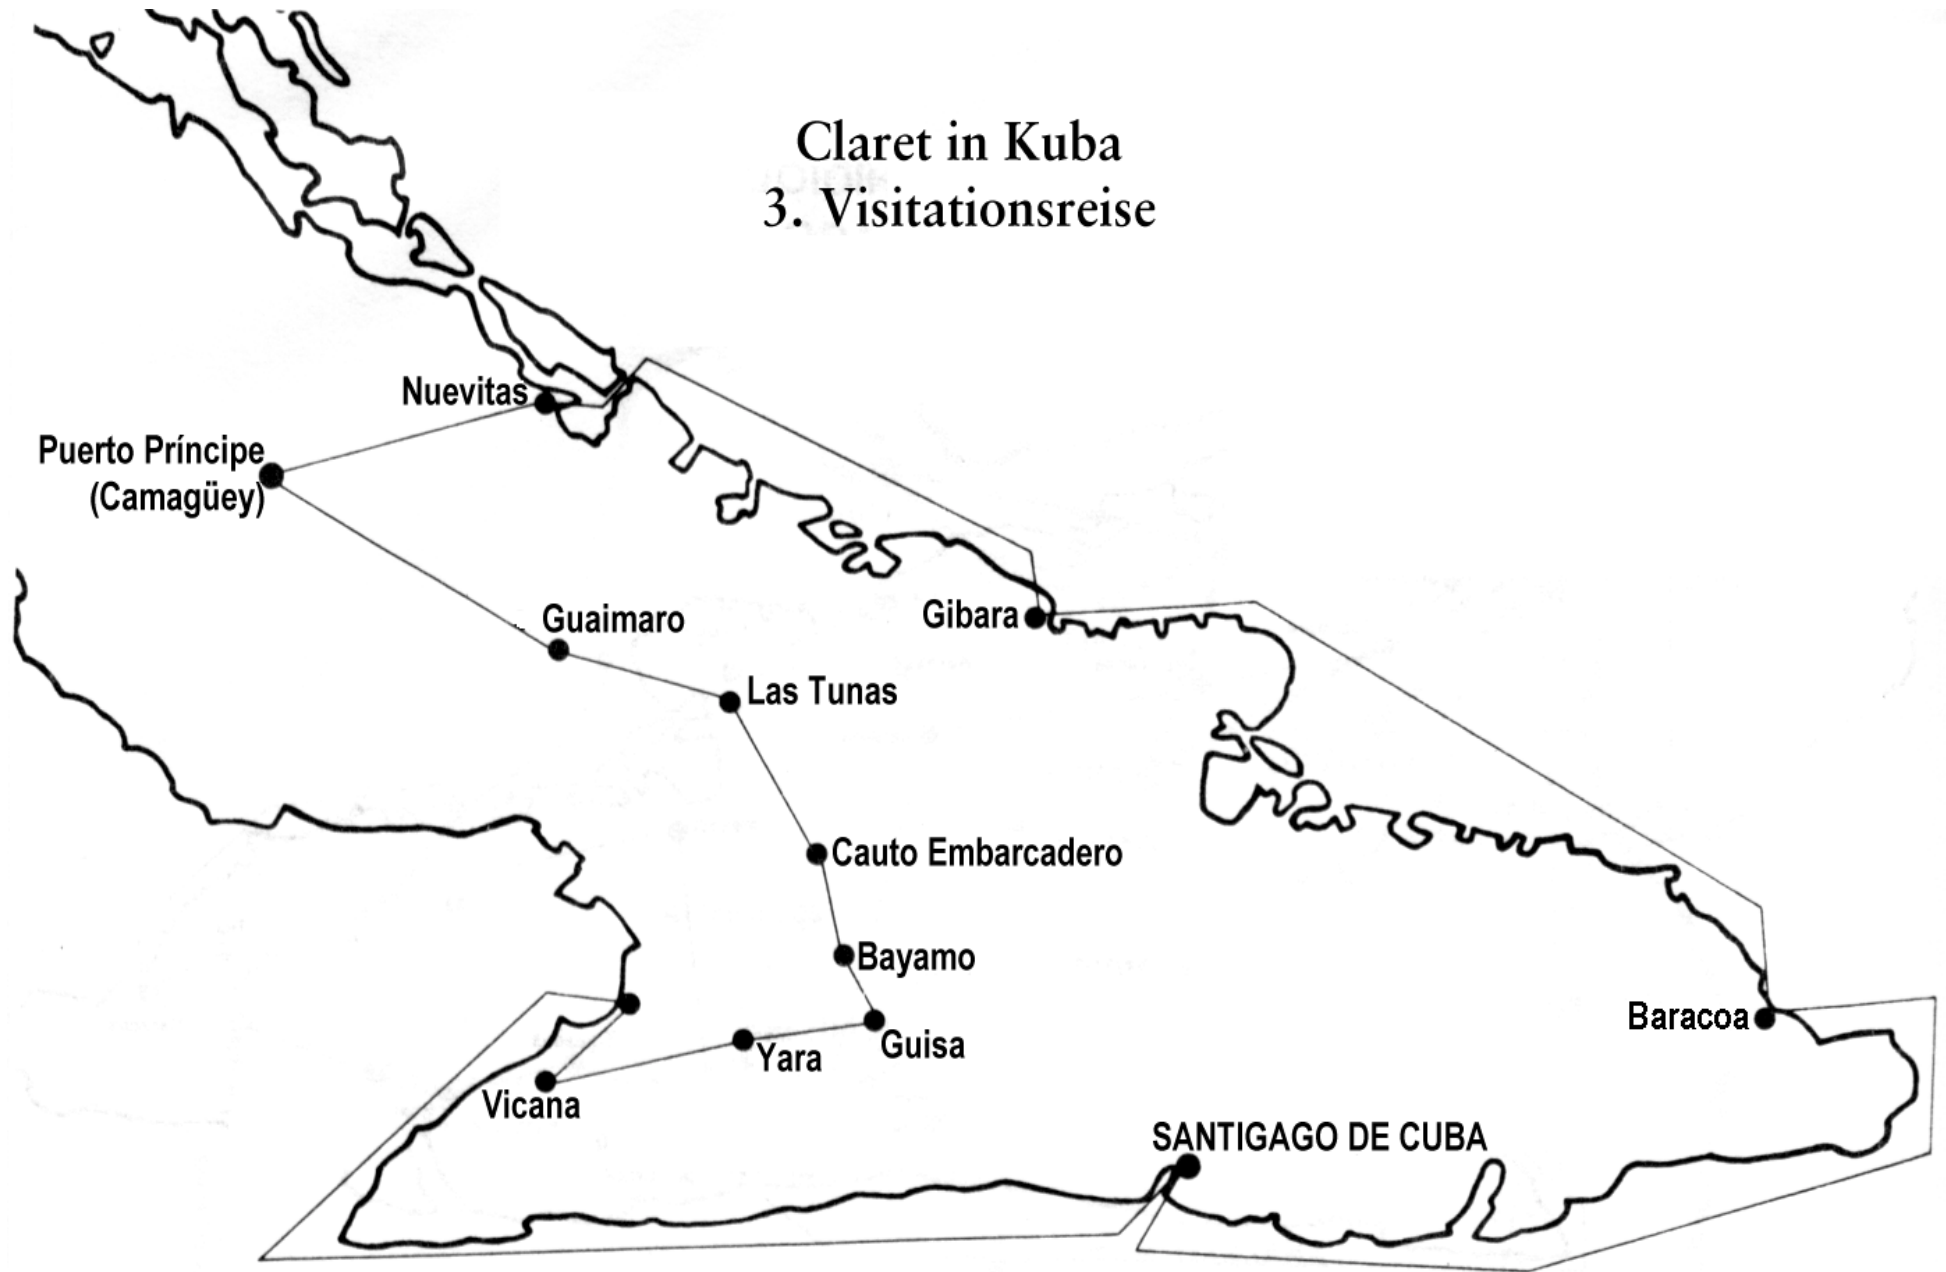 Claret in Kuba
3. Visitationsreise
Nuevitas
Puerto Príncipe
(Camagüey)
Guaimaro
Gibara
Las Tunas
Cauto Embarcadero
Bayamo
Baracoa
Guisa
Yara
Vicana
SANTIGAGO DE CUBA